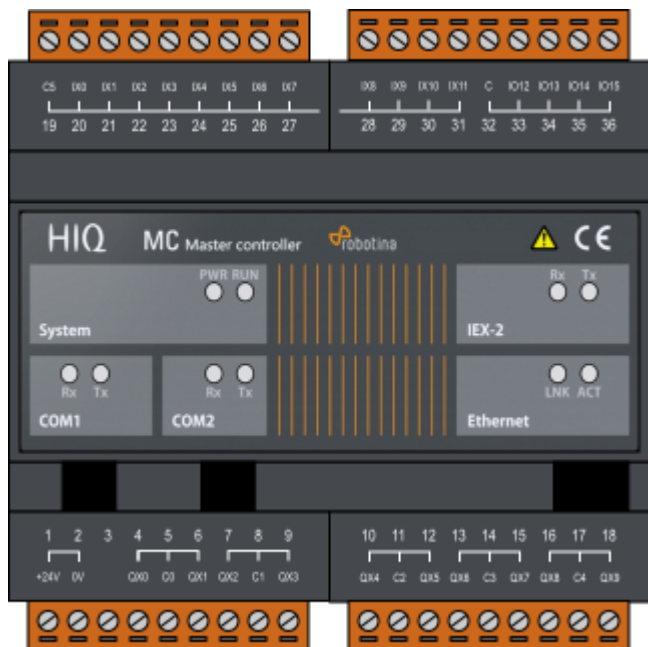 C5 IX0 IX1 IX2 IX3 IX4 IX5 IX6 IX7
19 20 21 22 23 24 25 26 27
IX8 IX9 IX10 IX11 C IO12 IO13 IO14 IO15
28 29 30 31 32 33 34 35 36
HIQ MC Master controller robotina CE
PWR RUN
System
Rx Tx
IEX-2
Rx Tx
COM1
Rx Tx
COM2
LNK ACT
Ethernet
1 2 3 4 5 6 7 8 9
+24V 0V QX0 C0 QX1 QX2 C1 QX3
10 11 12 13 14 15 16 17 18
QX4 C2 QX5 QX6 C3 QX7 QX8 C4 QX9